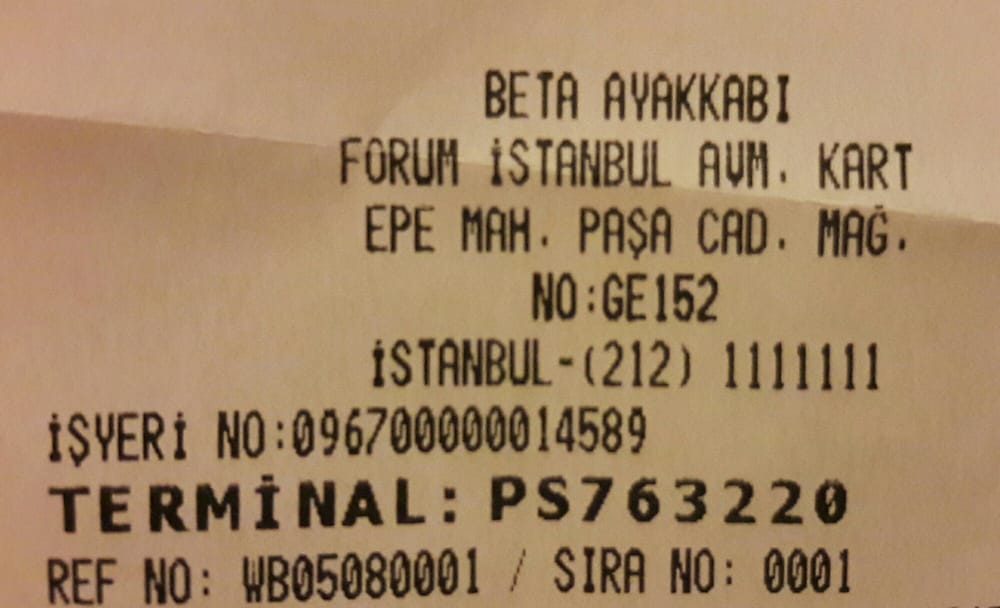 BETA AYAKKABI
FORUM İSTANBUL AVM. KART
EPE MAH. PAŞA CAD. MAĞ.
NO:GE152
İSTANBUL-(212) 1111111
İŞYERİ NO:096700000014589
TERMİNAL: PS763220
REF NO: WB05080001 / SIRA NO: 0001